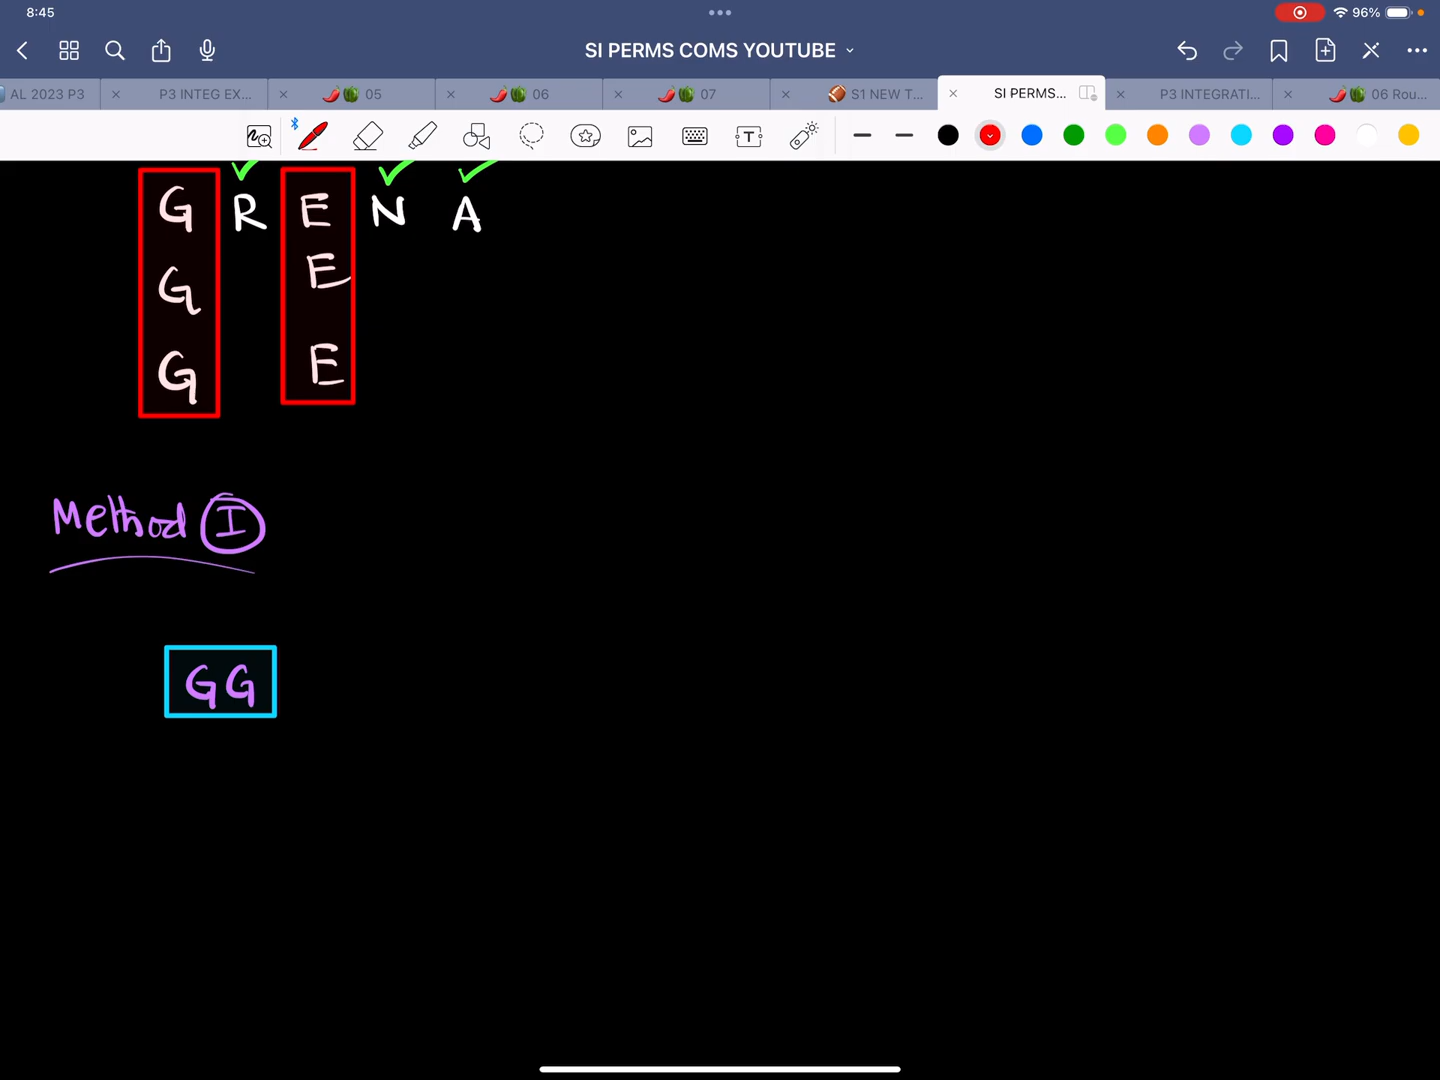 8:45
96%
SI PERMS COMS YOUTUBE
AL 2023 P3
P3 INTEG EX...
🌶️🫑 05
🌶️🫑 06
🌶️🫑 07
🏈 S1 NEW T...
SI PERMS...
P3 INTEGRATI...
🌶️🫑 06 Rou...
T
G R E N A
G E
G E
Method I
GG